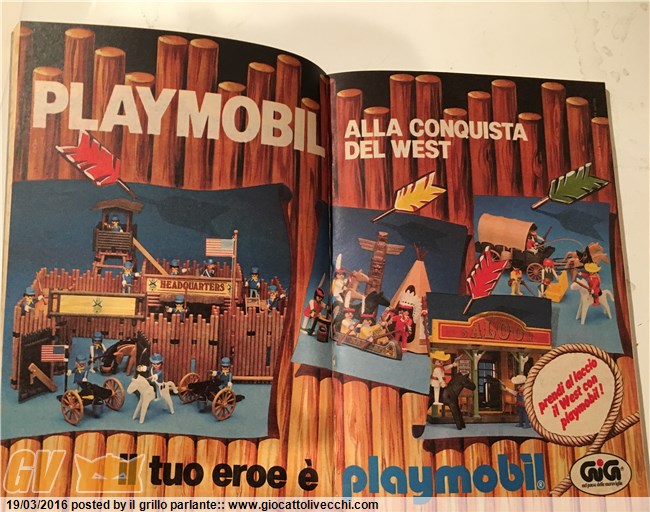 PLAYMOBIL
ALLA CONQUISTA
DEL WEST
HEADQUARTERS
prendi al laccio
il West con
playmobil!
il tuo eroe è playmobil®
GiG
GV
19/03/2016 posted by il grillo parlante:: www.giocattolivecchi.com